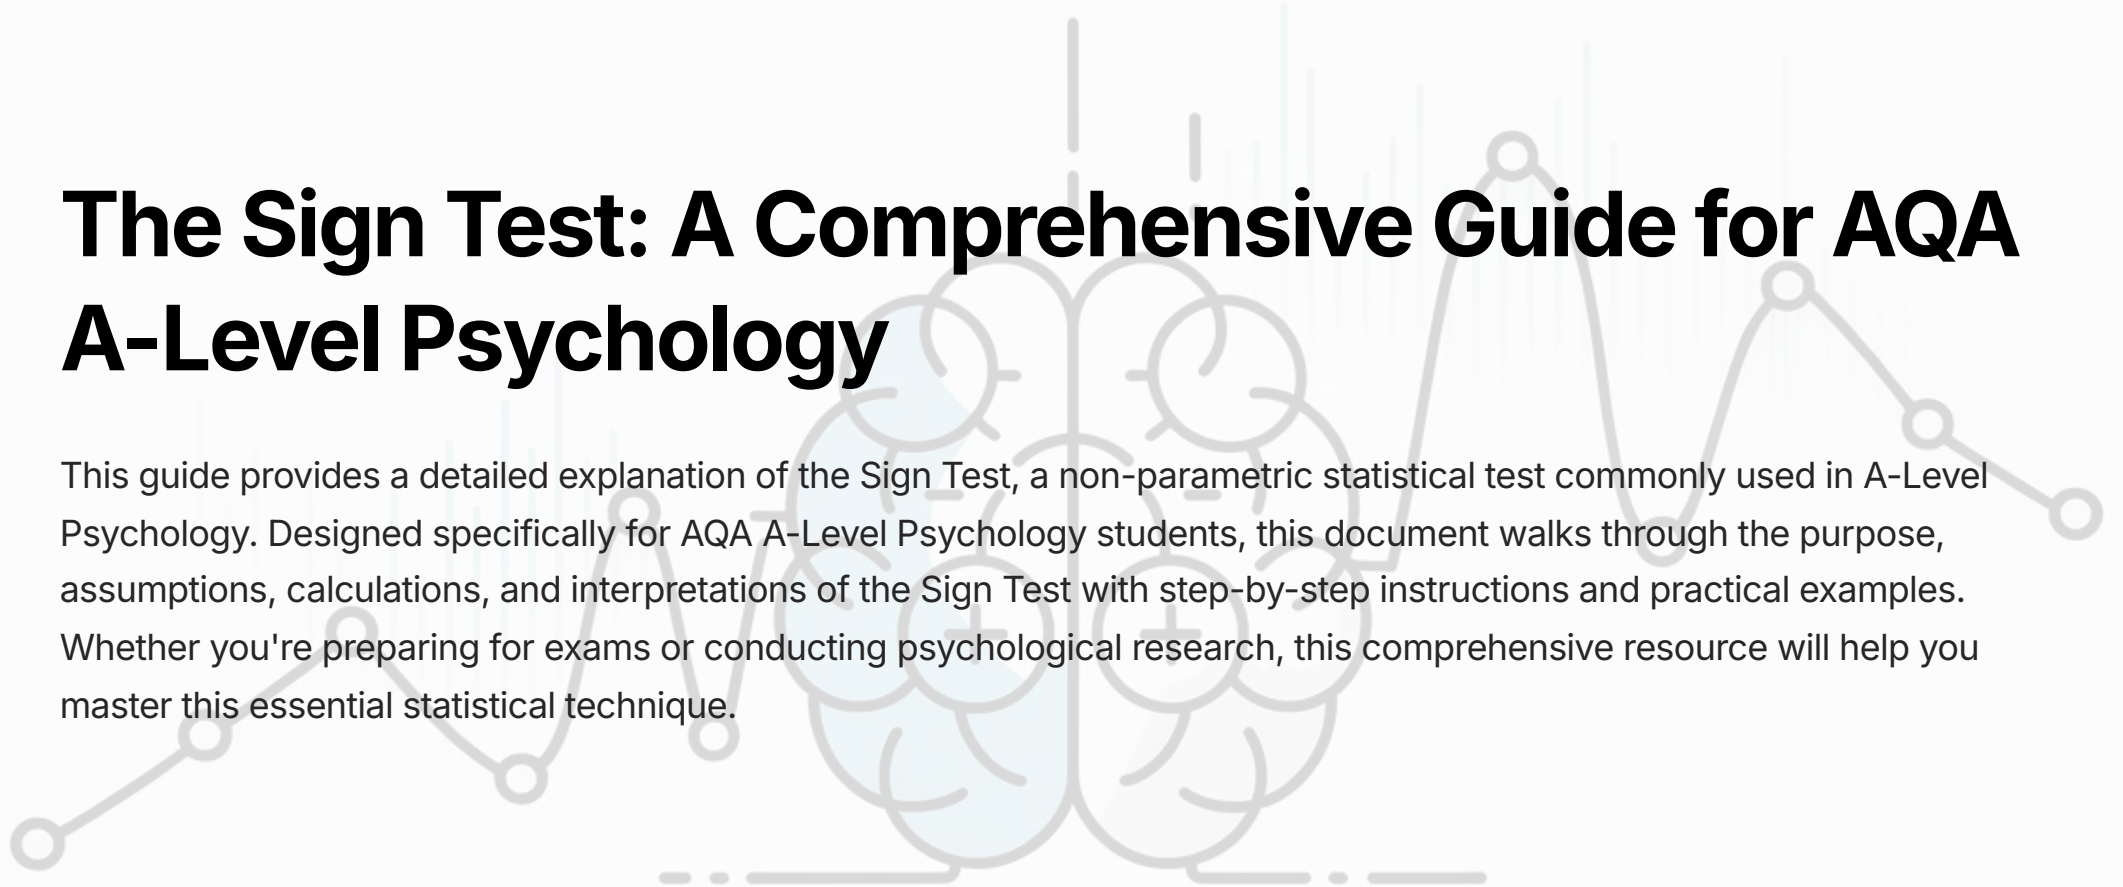 The Sign Test: A Comprehensive Guide for AQA
A-Level Psychology
This guide provides a detailed explanation of the Sign Test, a non-parametric statistical test commonly used in A-Level
Psychology. Designed specifically for AQA A-Level Psychology students, this document walks through the purpose,
assumptions, calculations, and interpretations of the Sign Test with step-by-step instructions and practical examples.
Whether you're preparing for exams or conducting psychological research, this comprehensive resource will help you
master this essential statistical technique.